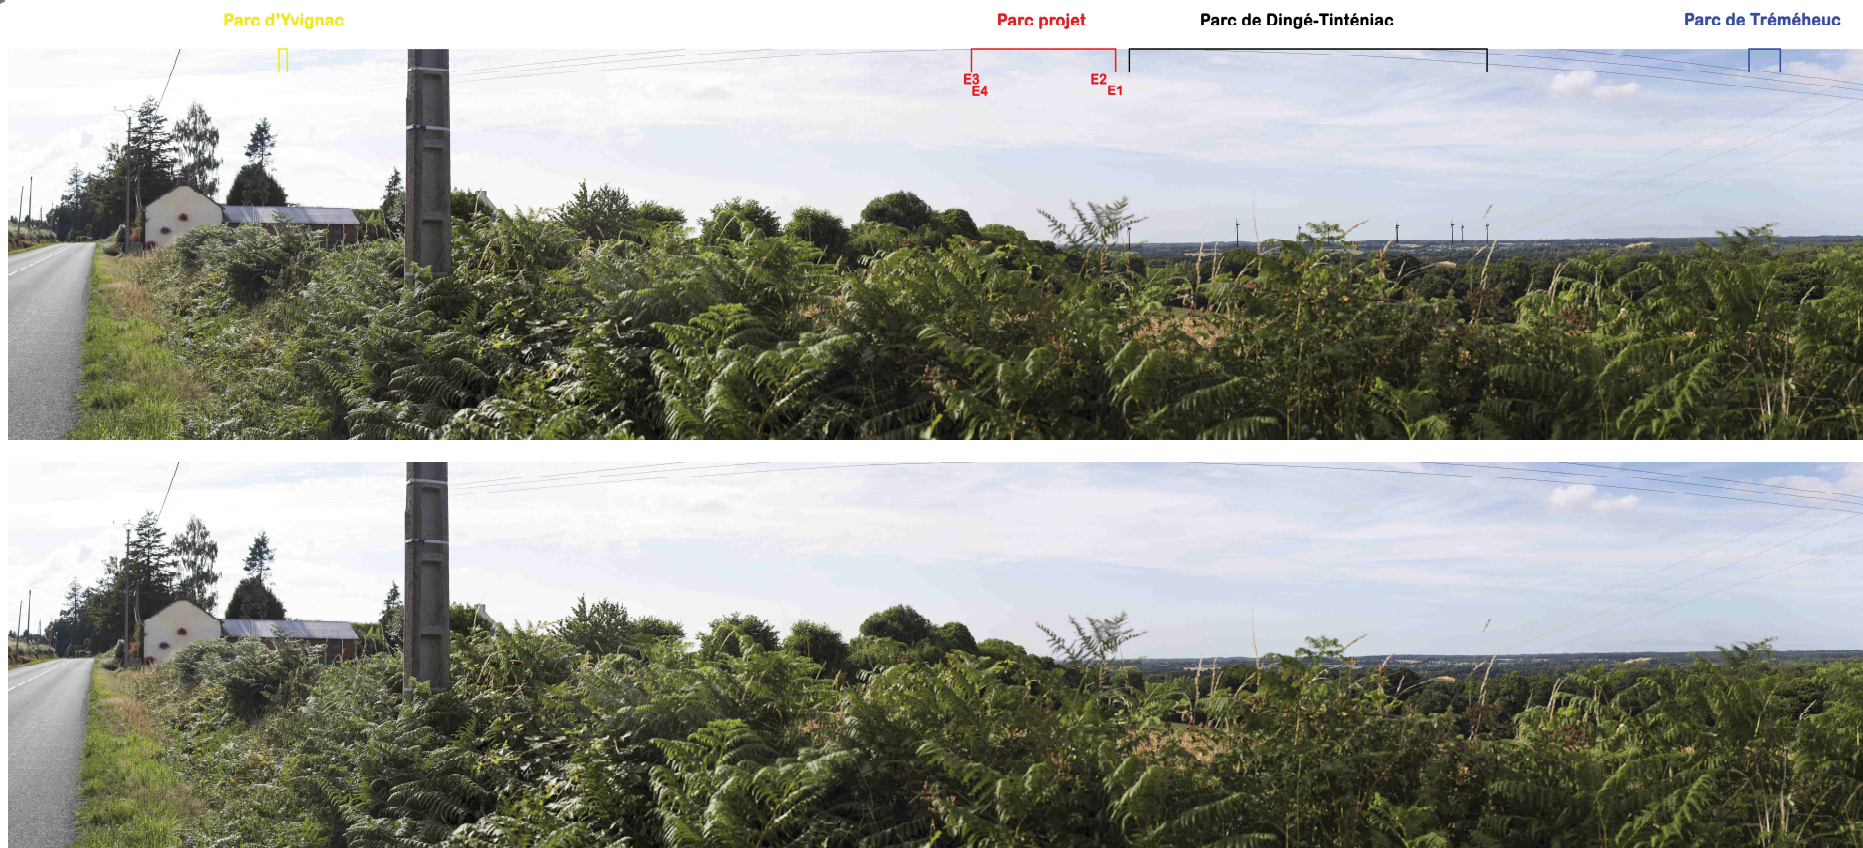 Parc d'Yvignac
Parc projet
Parc de Dingé-Tinténiac
Parc de Tréméheuc
E3
E4
E2
E1